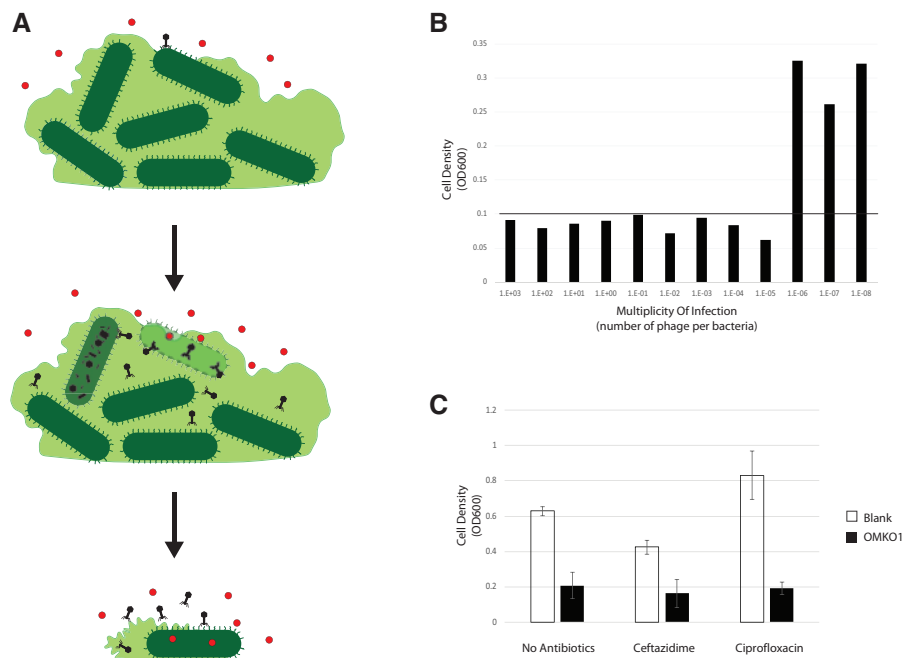 A
B
0.35
0.3
0.25
0.2
0.15
0.1
0.05
0
Cell Density
(OD600)
1.E+03 1.E+02 1.E+01 1.E+00 1.E-01 1.E-02 1.E-03 1.E-04 1.E-05 1.E-06 1.E-07 1.E-08
Multiplicity Of Infection
(number of phage per bacteria)
C
1.2
1
0.8
0.6
0.4
0.2
0
Cell Density
(OD600)
No Antibiotics Ceftazidime Ciprofloxacin
Blank
OMKO1